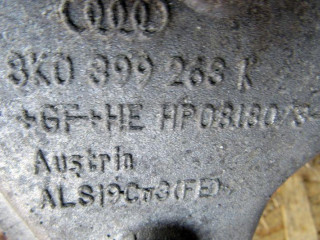 8K0 399 263 K
+GF+HE HP08180/3-
Austria
ALSi9Cu3(FE)